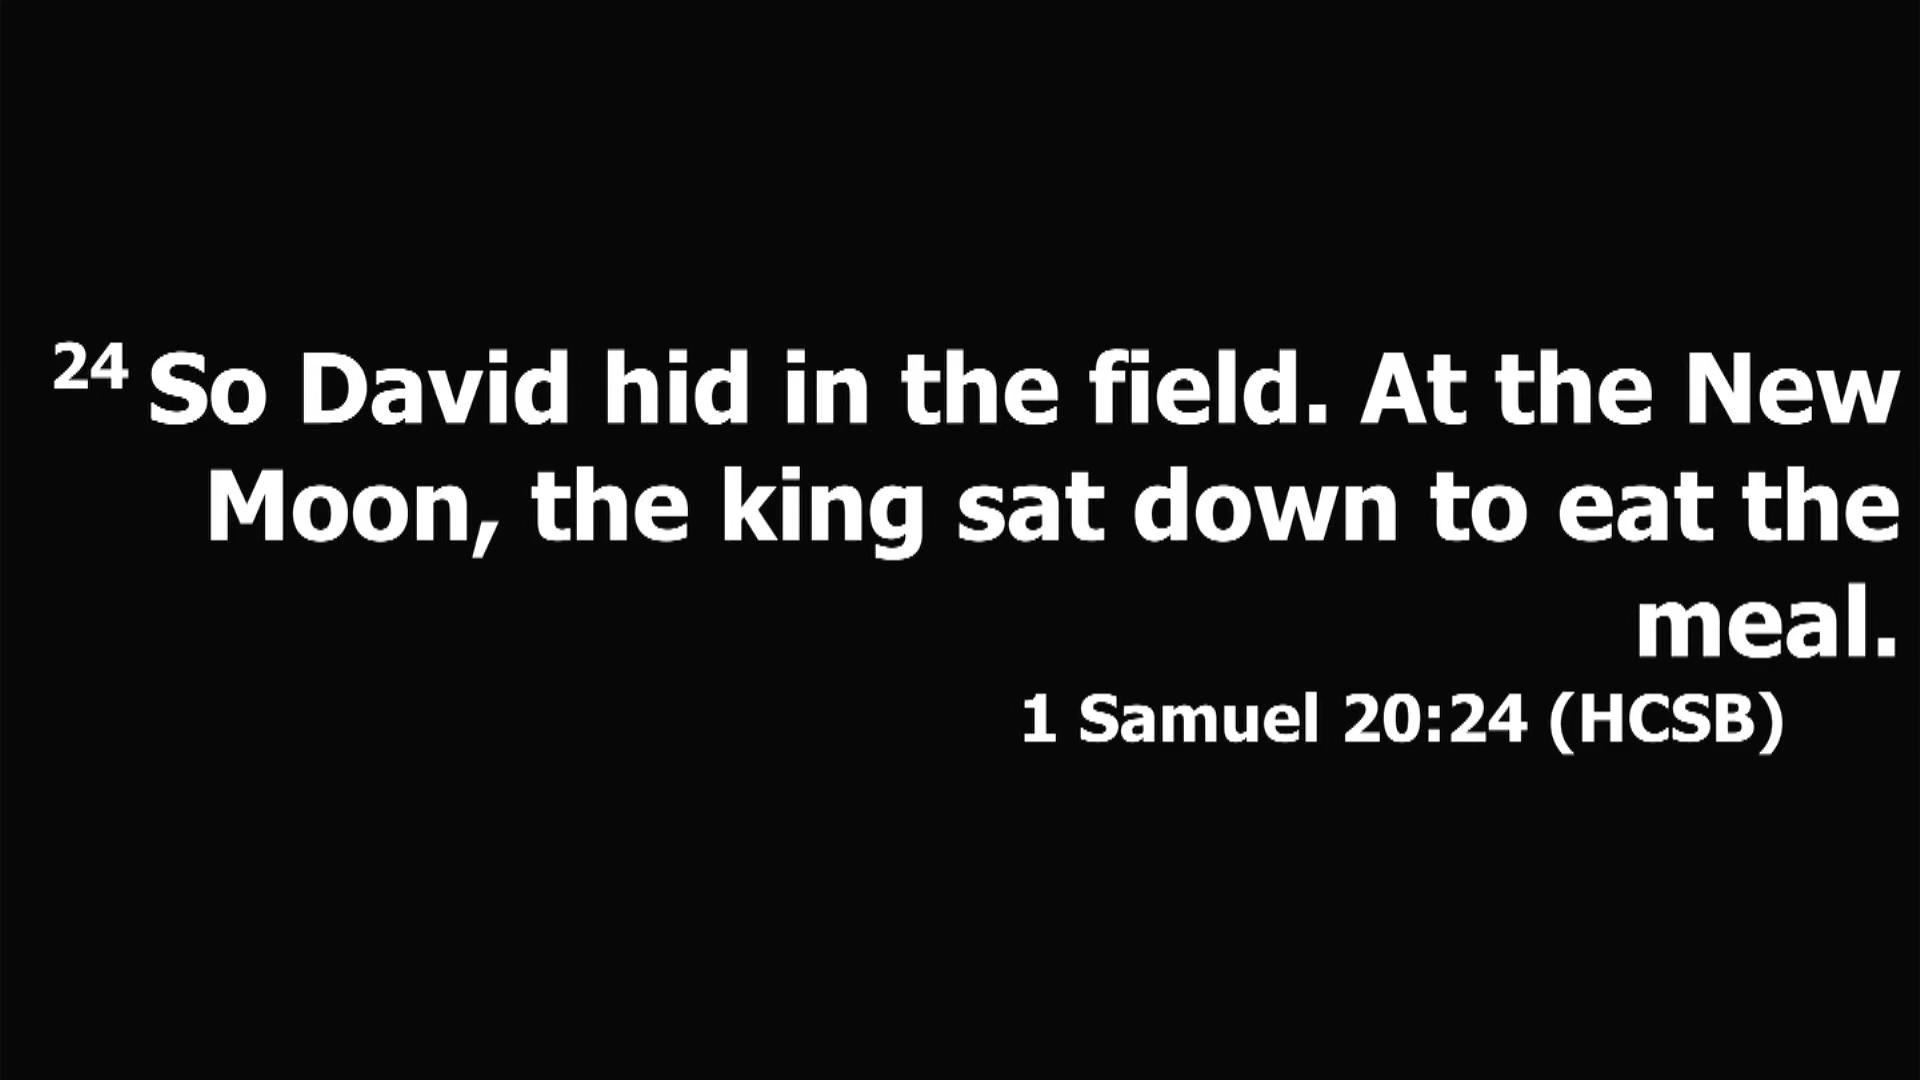 24 So David hid in the field. At the New
Moon, the king sat down to eat the
meal.
1 Samuel 20:24 (HCSB)